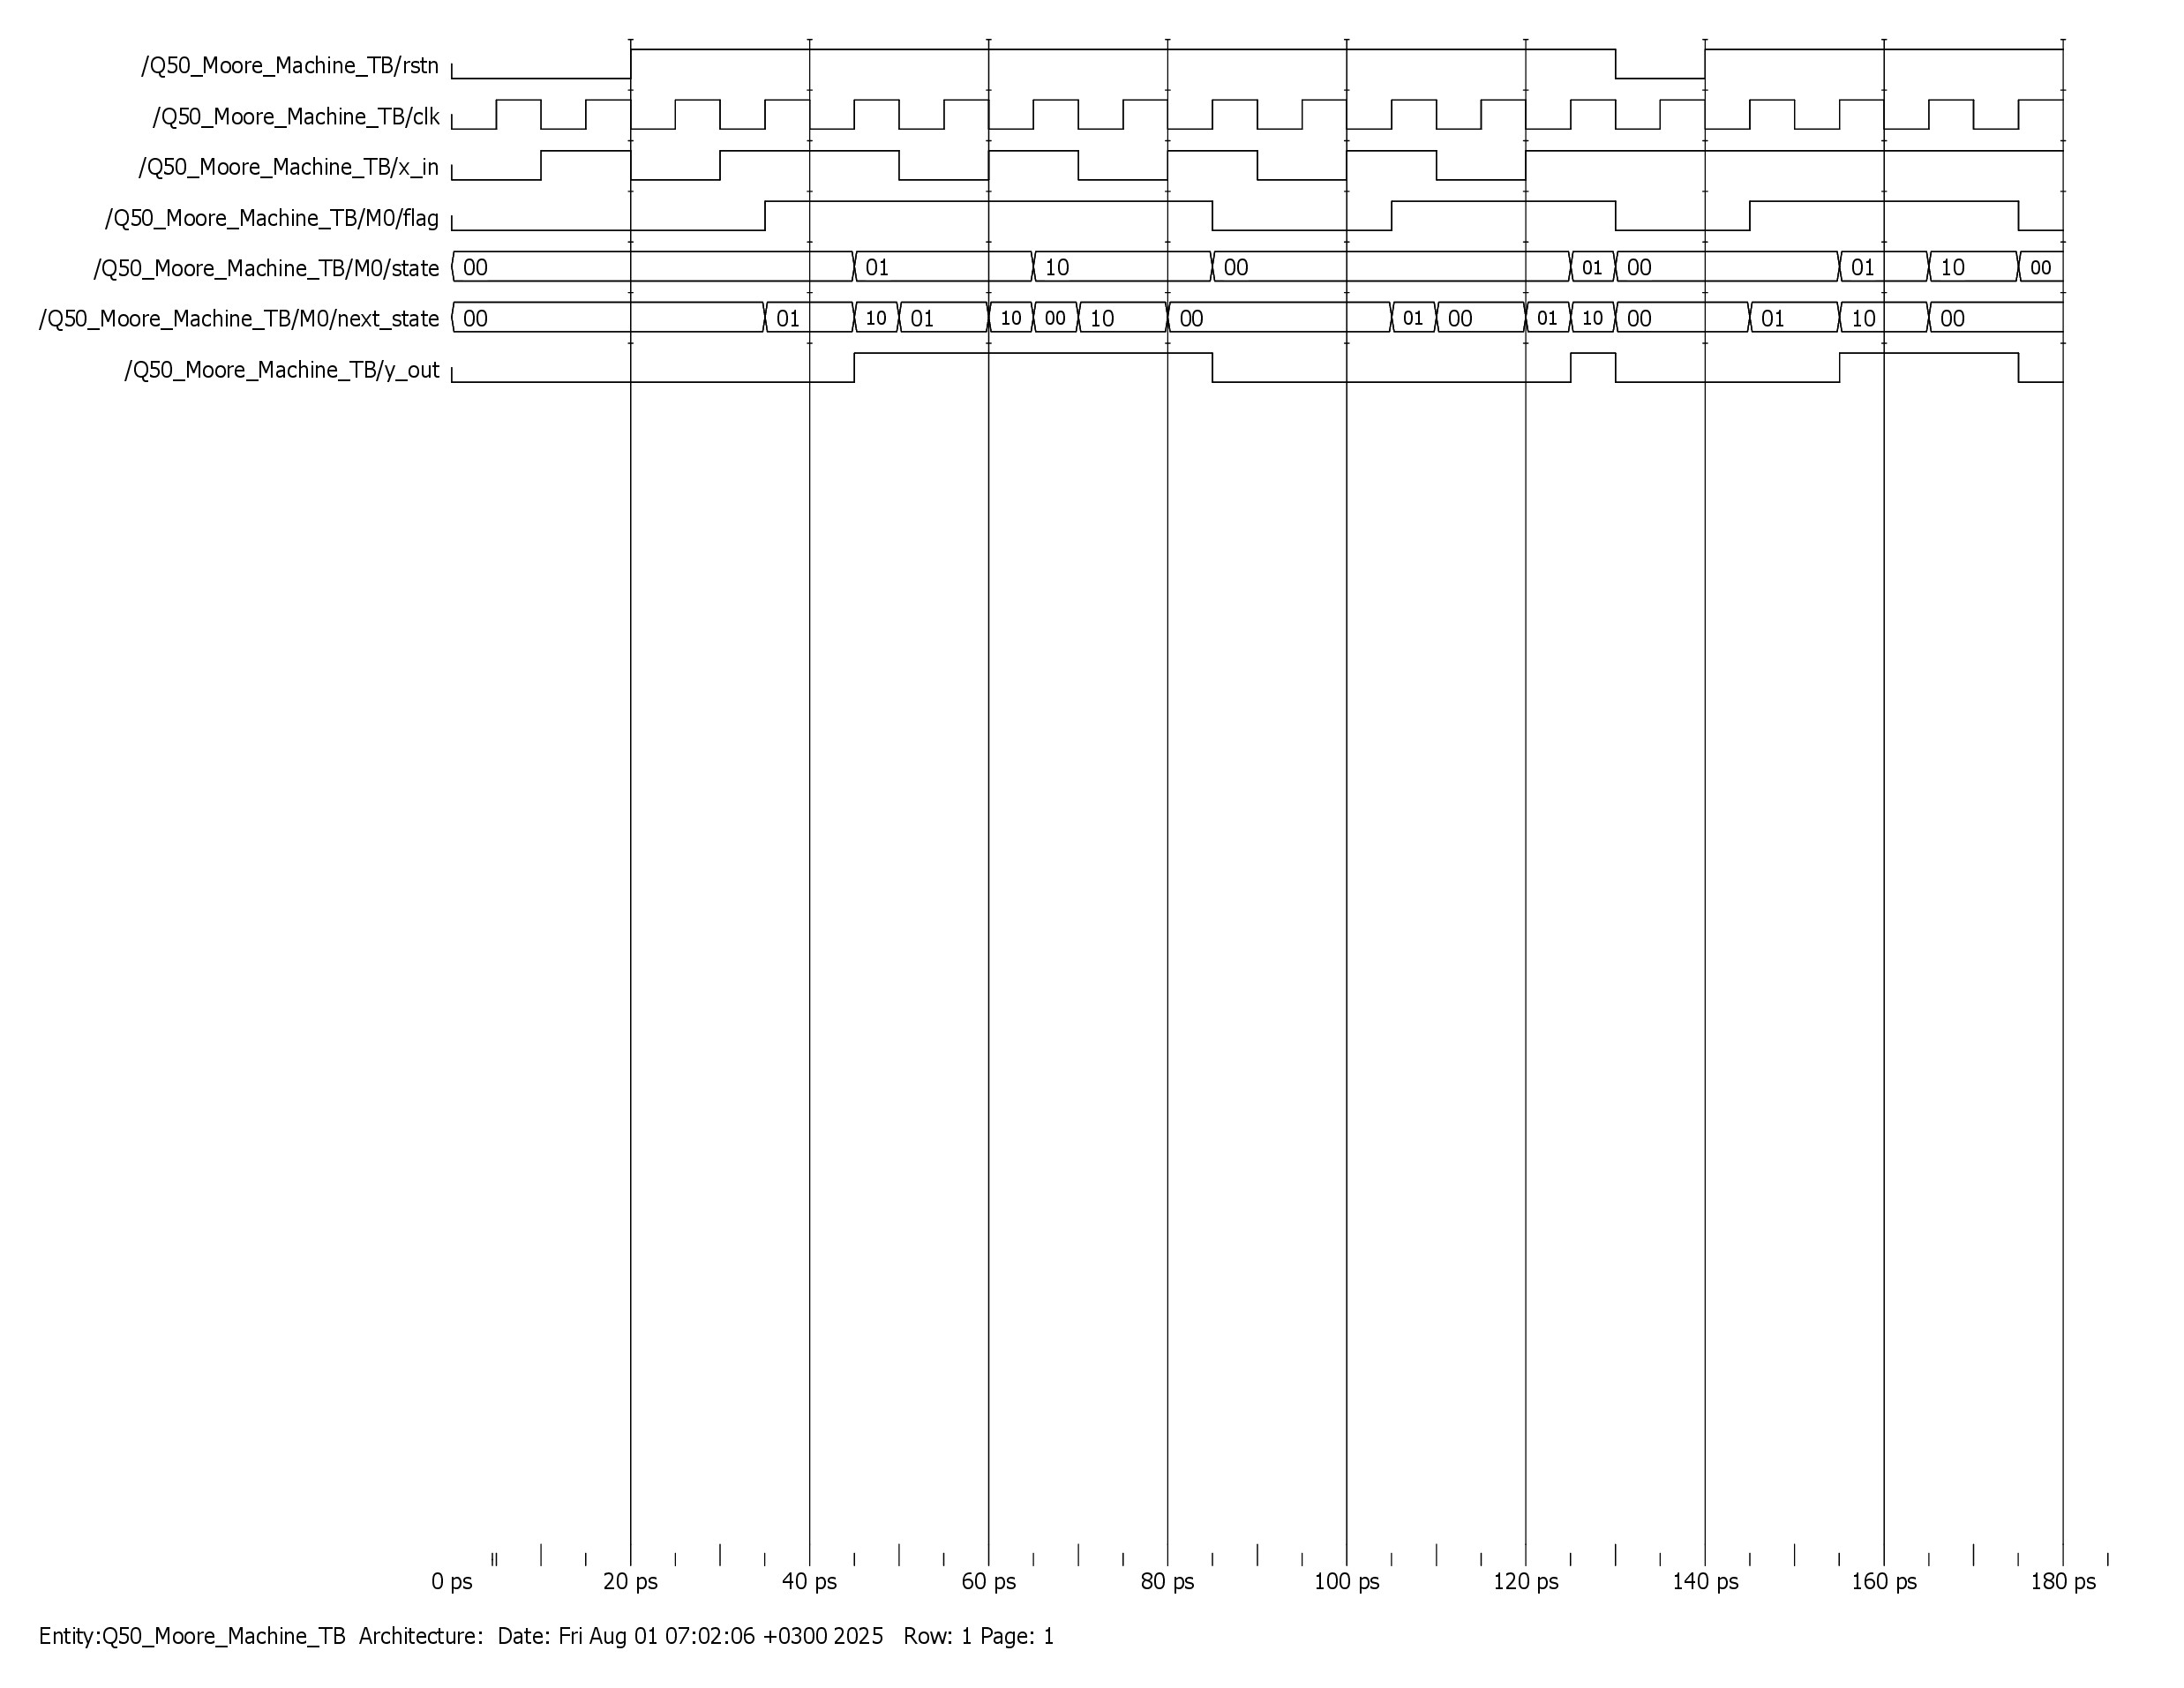 /Q50_Moore_Machine_TB/rstn
/Q50_Moore_Machine_TB/clk
/Q50_Moore_Machine_TB/x_in
/Q50_Moore_Machine_TB/M0/flag
/Q50_Moore_Machine_TB/M0/state 00 01 10 00 01 00 01 10 00
/Q50_Moore_Machine_TB/M0/next_state 00 01 10 01 10 00 10 00 01 00 01 10 00 01 10 00
/Q50_Moore_Machine_TB/y_out
0 ps 20 ps 40 ps 60 ps 80 ps 100 ps 120 ps 140 ps 160 ps 180 ps
Entity:Q50_Moore_Machine_TB Architecture: Date: Fri Aug 01 07:02:06 +0300 2025 Row: 1 Page: 1